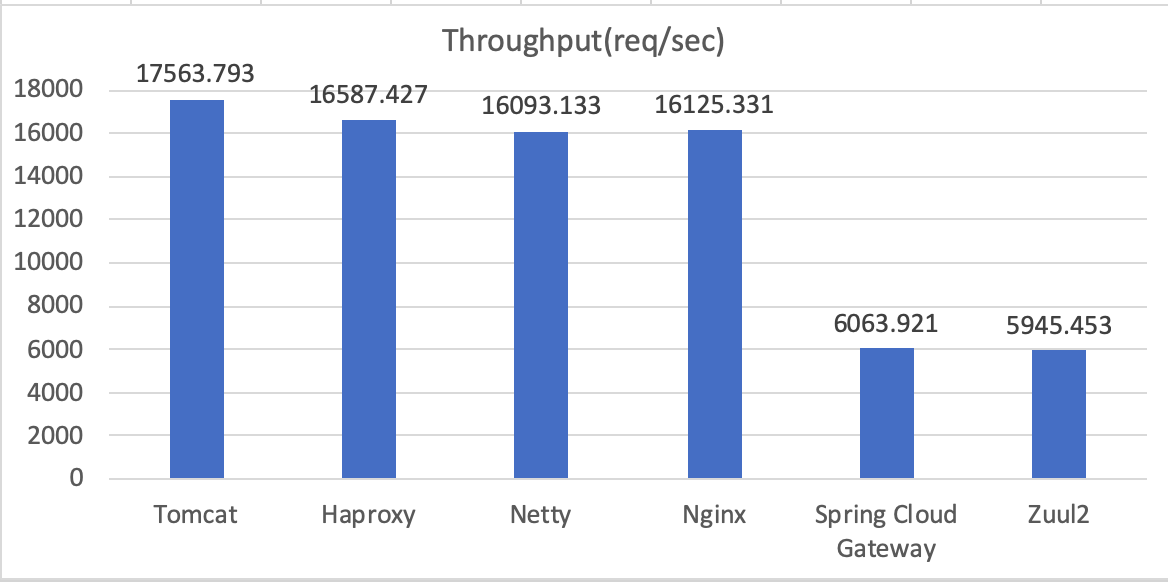 Throughput(req/sec)
17563.793
16587.427
16093.133
16125.331
6063.921
5945.453
18000
16000
14000
12000
10000
8000
6000
4000
2000
0
Tomcat
Haproxy
Netty
Nginx
Spring Cloud
Gateway
Zuul2